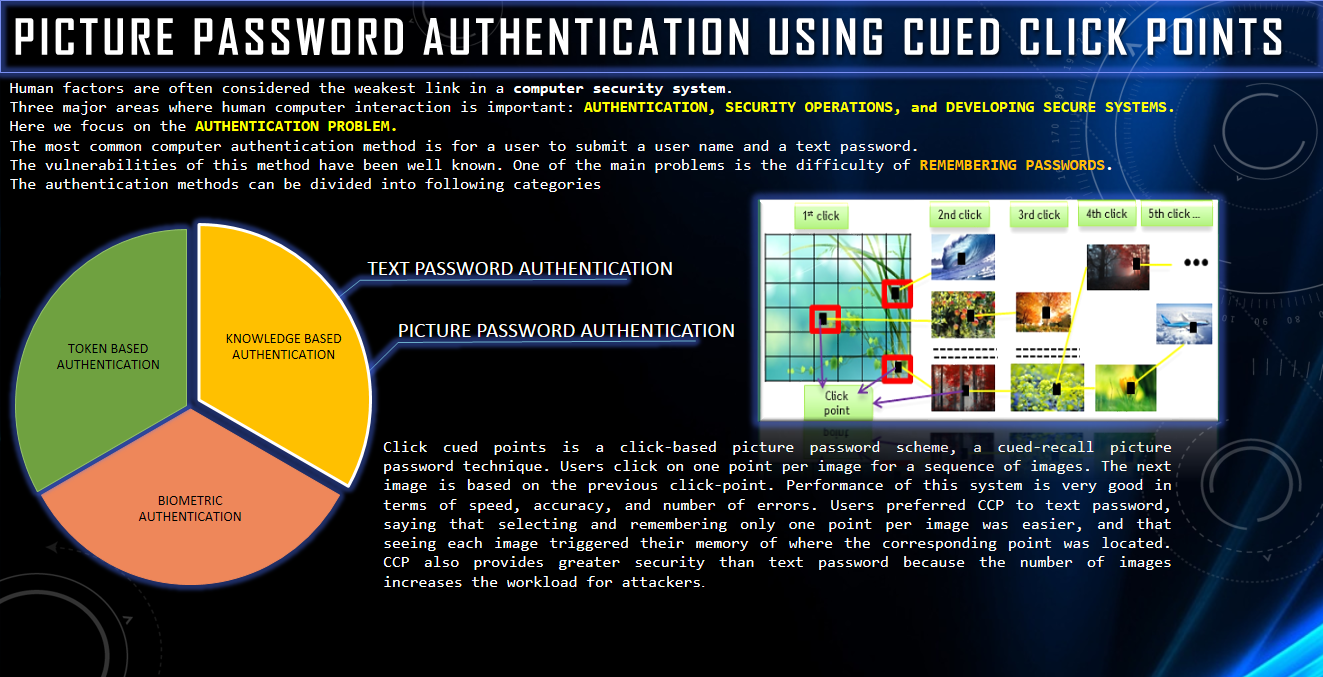 PICTURE PASSWORD AUTHENTICATION USING CUED CLICK POINTS
Human factors are often considered the weakest link in a computer security system.
Three major areas where human computer interaction is important: AUTHENTICATION, SECURITY OPERATIONS, and DEVELOPING SECURE SYSTEMS.
Here we focus on the AUTHENTICATION PROBLEM.
The most common computer authentication method is for a user to submit a user name and a text password.
The vulnerabilities of this method have been well known. One of the main problems is the difficulty of REMEMBERING PASSWORDS.
The authentication methods can be divided into following categories
TOKEN BASED
AUTHENTICATION
KNOWLEDGE BASED
AUTHENTICATION
BIOMETRIC
AUTHENTICATION
TEXT PASSWORD AUTHENTICATION
PICTURE PASSWORD AUTHENTICATION
1st click
2nd click
3rd click
4th click
5th click ...
Click
point
Click cued points is a click-based picture password scheme, a cued-recall picture
password technique. Users click on one point per image for a sequence of images. The next
image is based on the previous click-point. Performance of this system is very good in
terms of speed, accuracy, and number of errors. Users preferred CCP to text password,
saying that selecting and remembering only one point per image was easier, and that
seeing each image triggered their memory of where the corresponding point was located.
CCP also provides greater security than text password because the number of images
increases the workload for attackers.